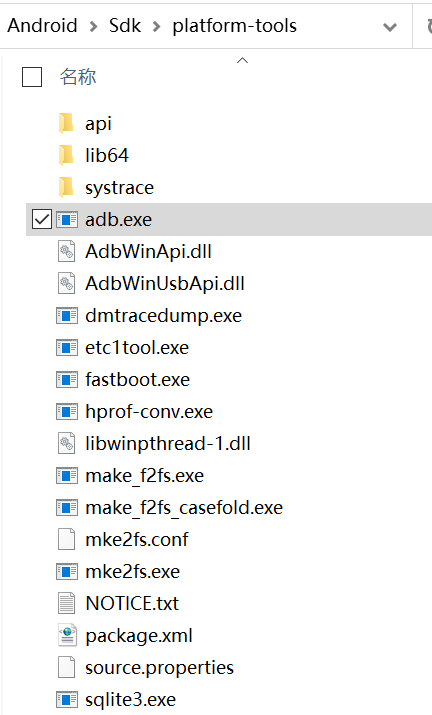 Android > Sdk > platform-tools
名称
api
lib64
systrace
adb.exe
AdbWinApi.dll
AdbWinUsbApi.dll
dmtracedump.exe
etc1tool.exe
fastboot.exe
hprof-conv.exe
libwinpthread-1.dll
make_f2fs.exe
make_f2fs_casefold.exe
mke2fs.conf
mke2fs.exe
NOTICE.txt
package.xml
source.properties
sqlite3.exe